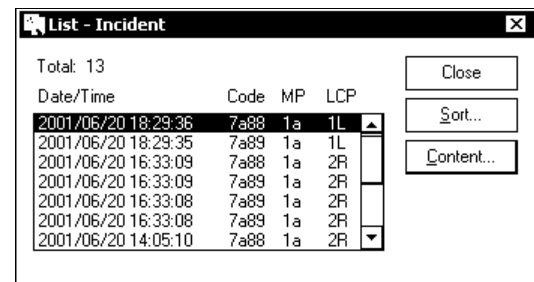 List - Incident
Total: 13
Close
Date/Time Code MP LCP
Sort...
2001/06/20 18:29:36 7a88 1a 1L
2001/06/20 18:29:35 7a89 1a 1L
Content...
2001/06/20 16:33:09 7a88 1a 2R
2001/06/20 16:33:09 7a89 1a 2R
2001/06/20 16:33:08 7a89 1a 2R
2001/06/20 16:33:08 7a89 1a 2R
2001/06/20 14:05:10 7a88 1a 2R